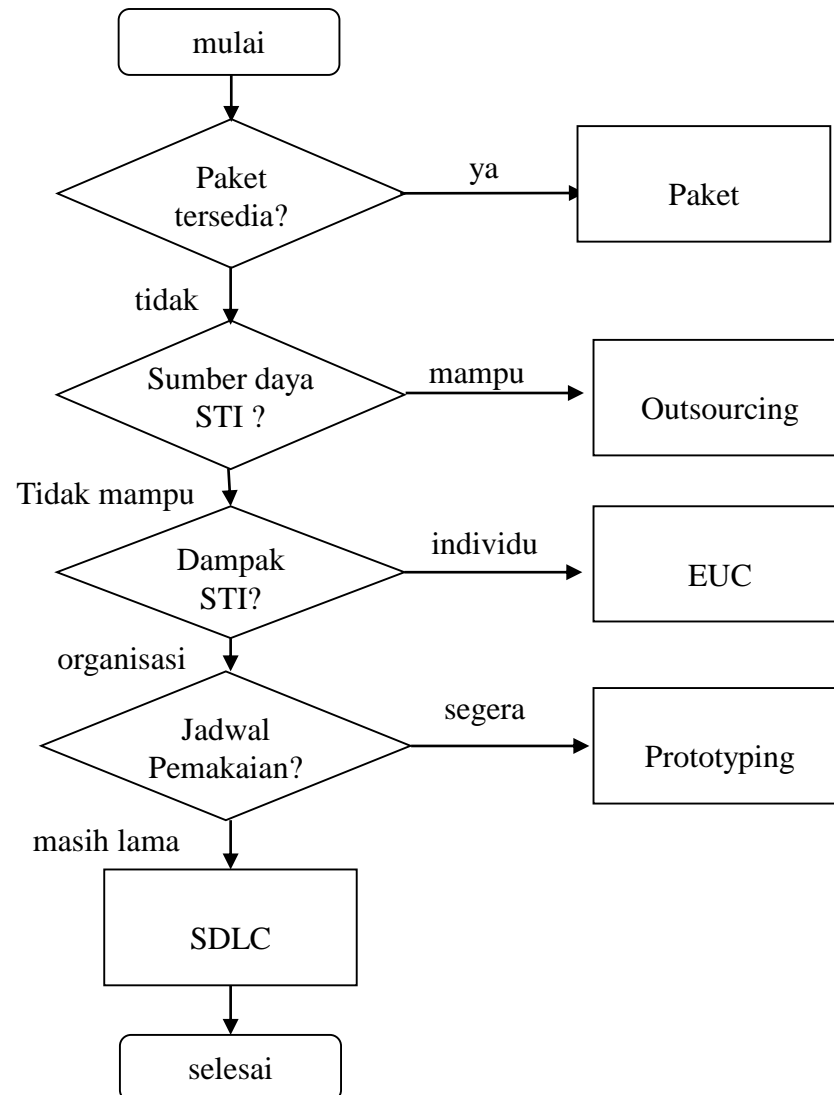 mulai
Paket
tersedia?
ya
Paket
tidak
Sumber daya
STI ?
mampu
Outsourcing
Tidak mampu
Dampak
STI?
individu
EUC
organisasi
Jadwal
Pemakaian?
segera
Prototyping
masih lama
SDLC
selesai